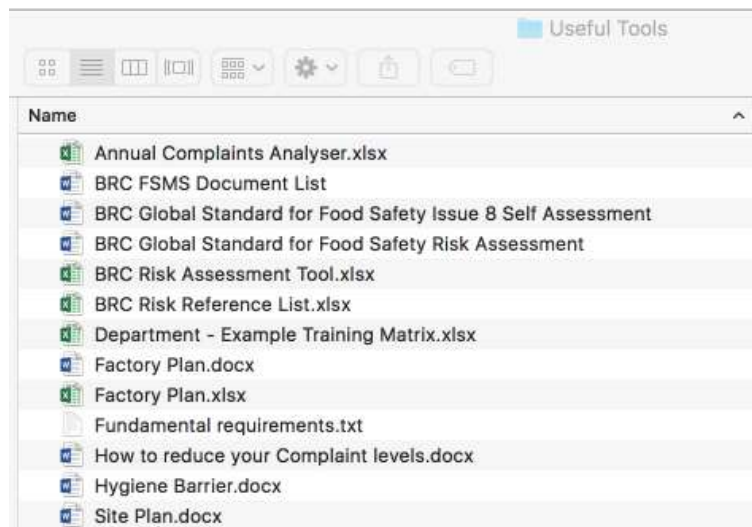 Useful Tools
Name
Annual Complaints Analyser.xlsx
BRC FSMS Document List
BRC Global Standard for Food Safety Issue 8 Self Assessment
BRC Global Standard for Food Safety Risk Assessment
BRC Risk Assessment Tool.xlsx
BRC Risk Reference List.xlsx
Department - Example Training Matrix.xlsx
Factory Plan.docx
Factory Plan.xlsx
Fundamental requirements.txt
How to reduce your Complaint levels.docx
Hygiene Barrier.docx
Site Plan.docx